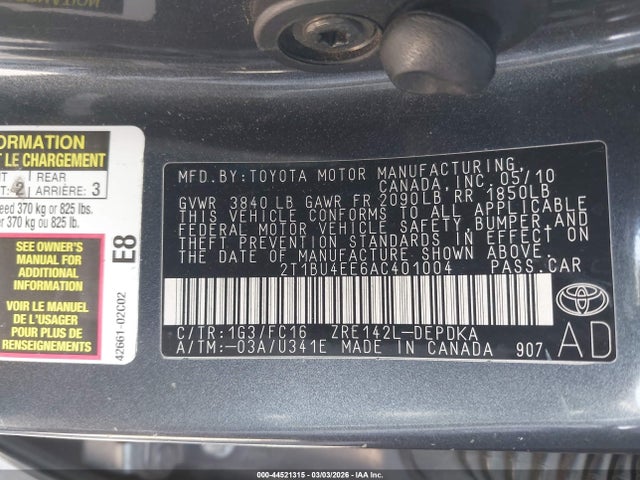 ORMATION
T LE CHARGEMENT
REAR
2 ARRIÈRE: 3
eed 370 kg or 825 lbs.
r 370 kg ou 825 lb.
SEE OWNER'S
MANUAL FOR
ADDITIONAL
INFORMATION
VOIR LE MANUEL
DE L'USAGER
POUR PLUS DE
RENSEIGNEMENTS
E8
42661-02C02
MFD.BY:TOYOTA MOTOR MANUFACTURING,
CANADA,INC. 05/10
GVWR 3840 LB GAWR FR 2090LB RR 1850LB
THIS VEHICLE CONFORMS TO ALL APPLICABLE
FEDERAL MOTOR VEHICLE SAFETY,BUMPER,AND
THEFT PREVENTION STANDARDS IN EFFECT ON
THE DATE OF MANUFACTURE SHOWN ABOVE.
2T1BU4EE6AC401004 PASS.CAR
C/TR:1G3/FC16 ZRE142L-DEPDKA
A/TM:-03A/U341E MADE IN CANADA 907
AD
000-44521315 - 03/03/2026 - IAA, Inc.